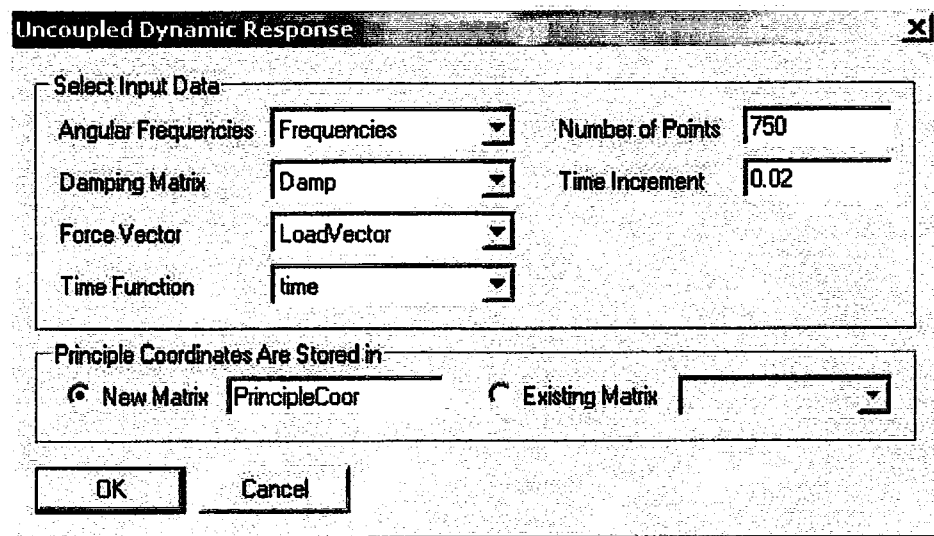 Uncoupled Dynamic Response
Select Input Data
Angular Frequencies Frequencies Number of Points 750
Damping Matrix Damp Time Increment 0.02
Force Vector LoadVector
Time Function time
Principle Coordinates Are Stored in
New Matrix PrincipleCoor Existing Matrix
OK Cancel